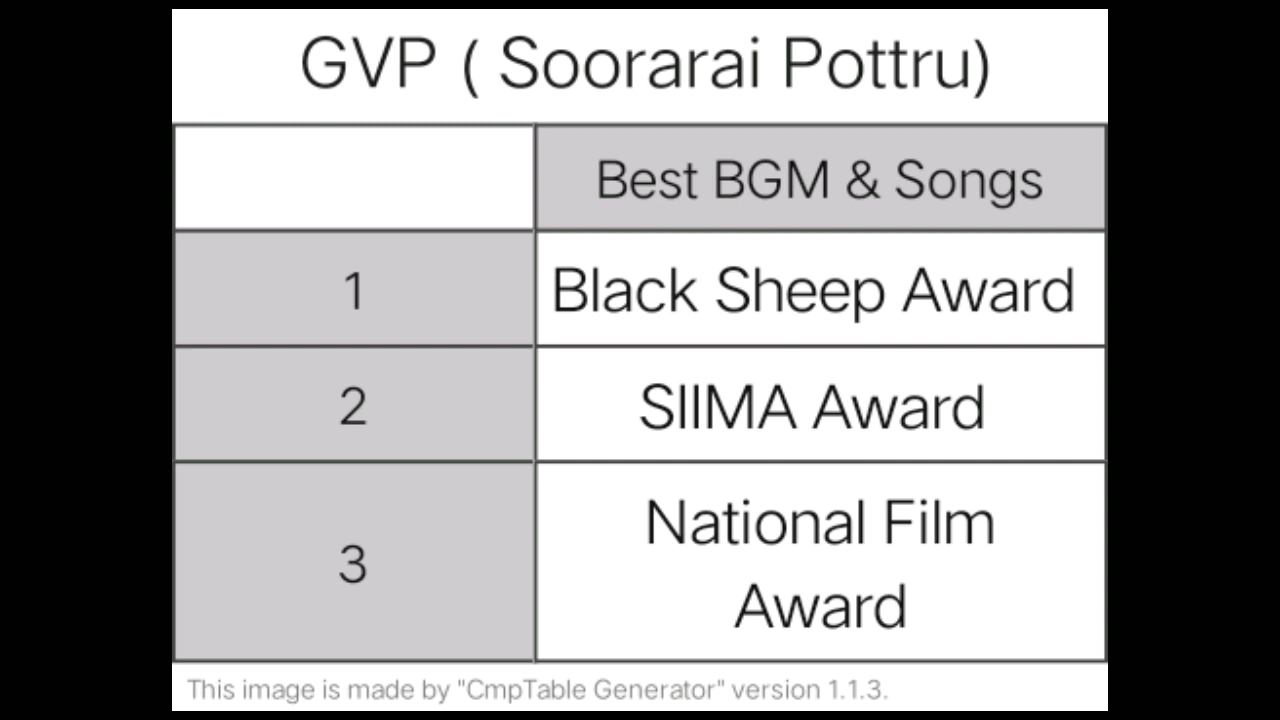 GVP ( Soorarai Pottru)
Best BGM & Songs
1
Black Sheep Award
2
SIIMA Award
3
National Film
Award
This image is made by "CmpTable Generator" version 1.1.3.